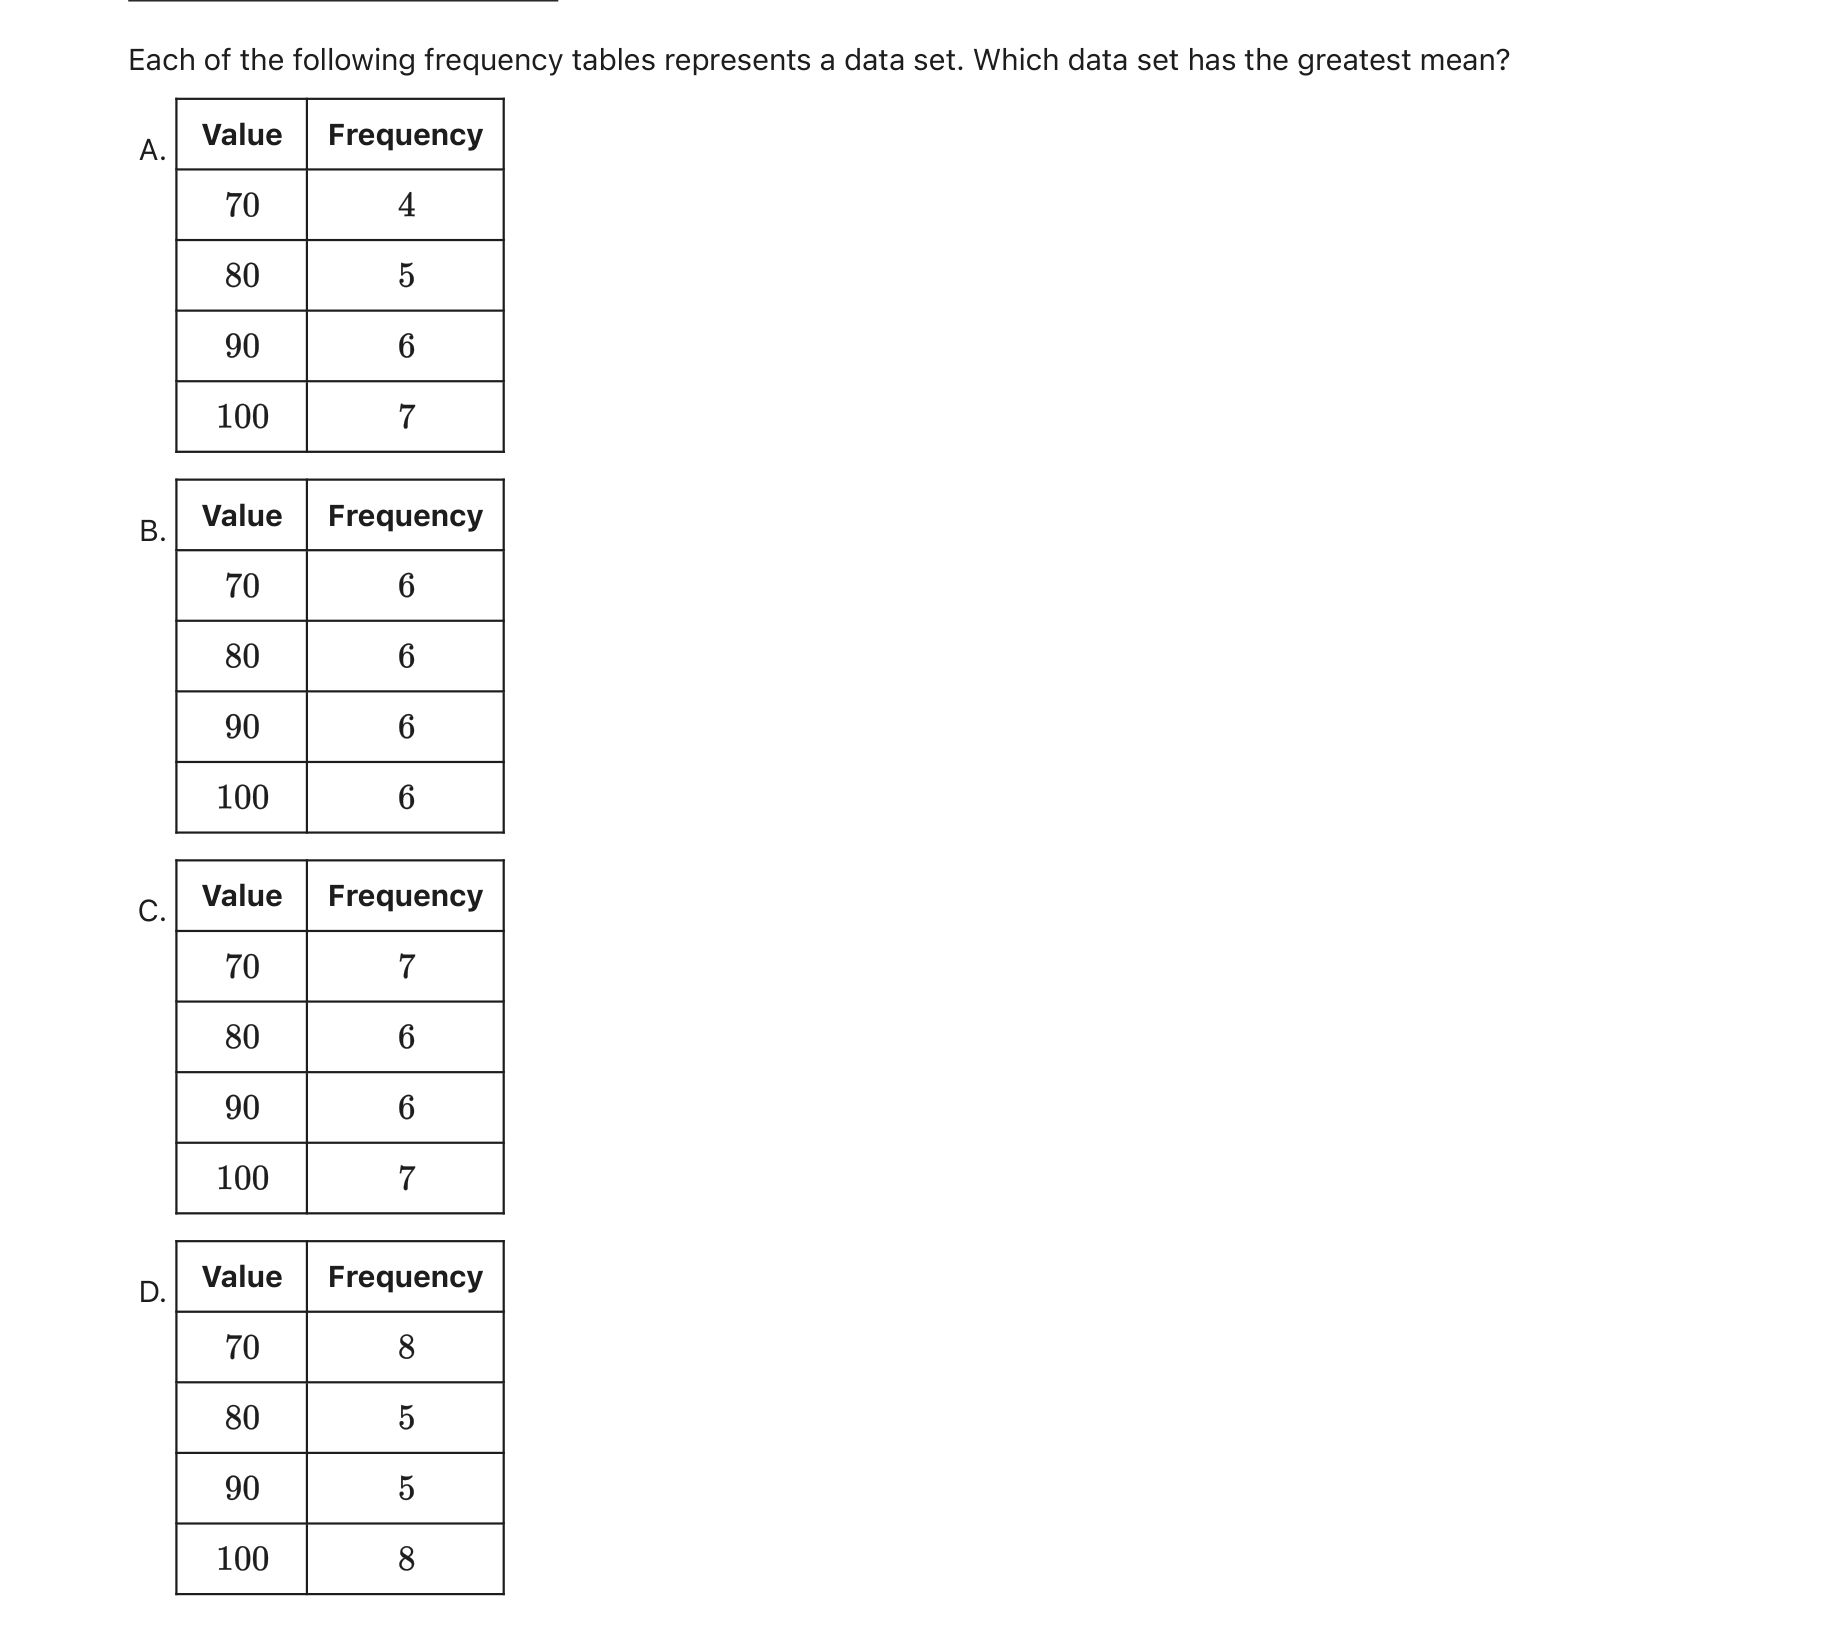 Each of the following frequency tables represents a data set. Which data set has the greatest mean?
A.
Value Frequency
70 4
80 5
90 6
100 7
B.
Value Frequency
70 6
80 6
90 6
100 6
C.
Value Frequency
70 7
80 6
90 6
100 7
D.
Value Frequency
70 8
80 5
90 5
100 8